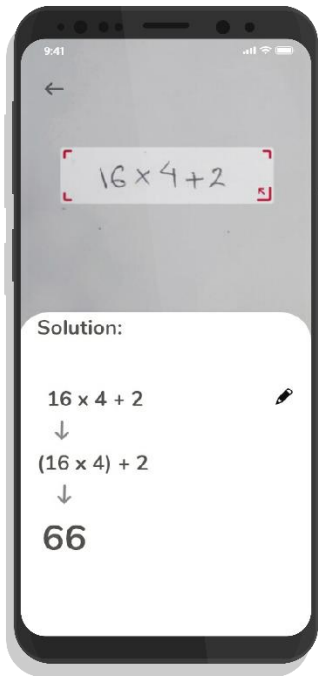 9:41
16 × 4 + 2
Solution:
16 x 4 + 2
↓
(16 x 4) + 2
↓
66